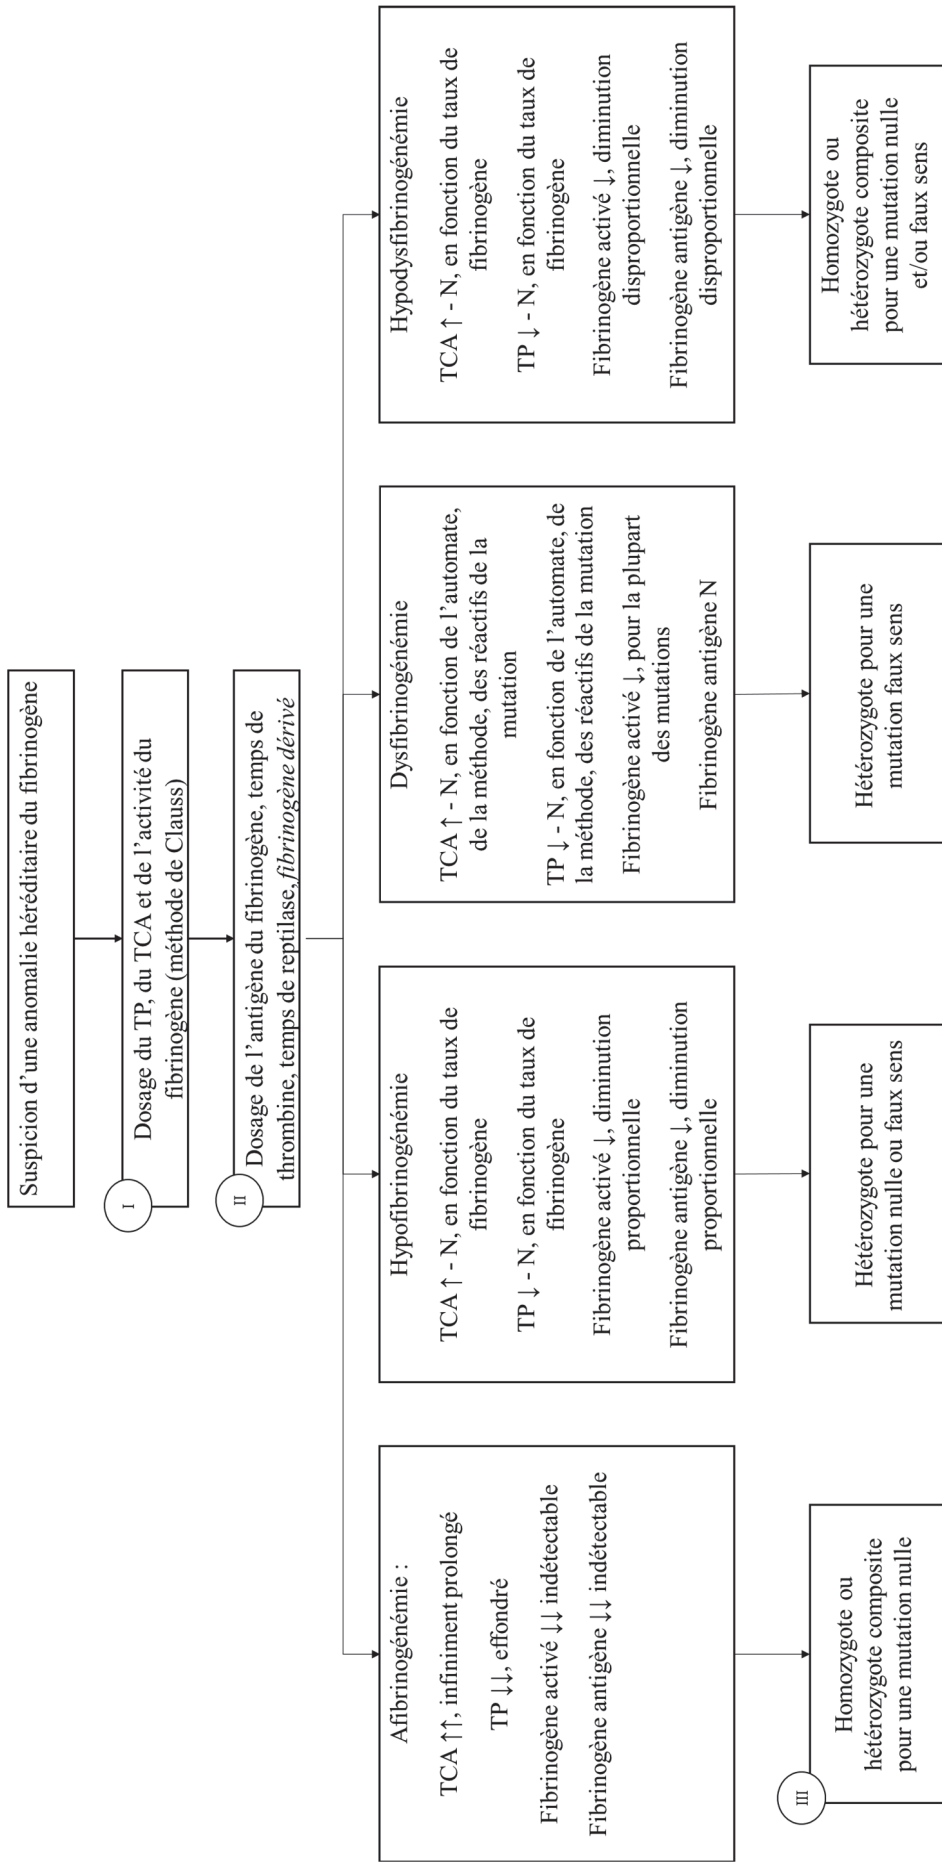 Suspicion d'une anomalie héréditaire du fibrinogène
I
Dosage du TP, du TCA et de l'activité du
fibrinogène (méthode de Clauss)
II
Dosage de l'antigène du fibrinogène, temps de
thrombine, temps de reptilase, fibrinogène dérivé
Afibrinogénémie :
TCA ↑↑, infiniment prolongé
TP ↓↓, effondré
Fibrinogène activé ↓↓ indétectable
Fibrinogène antigène ↓↓ indétectable
Hypofibrinogénémie
TCA ↑ - N, en fonction du taux de
fibrinogène
TP ↓ - N, en fonction du taux de
fibrinogène
Fibrinogène activé ↓, diminution
proportionnelle
Fibrinogène antigène ↓, diminution
proportionnelle
Dysfibrinogénémie
TCA ↑ - N, en fonction de l'automate,
de la méthode, des réactifs de la
mutation
TP ↓ - N, en fonction de l'automate, de
la méthode, des réactifs de la mutation
Fibrinogène activé ↓, pour la plupart
des mutations
Fibrinogène antigène N
Hypodysfibrinogénémie
TCA ↑ - N, en fonction du taux de
fibrinogène
TP ↓ - N, en fonction du taux de
fibrinogène
Fibrinogène activé ↓, diminution
disproportionnelle
Fibrinogène antigène ↓, diminution
disproportionnelle
III
Homozygote ou
hétérozygote composite
pour une mutation nulle
Hétérozygote pour une
mutation nulle ou faux sens
Hétérozygote pour une
mutation faux sens
Homozygote ou
hétérozygote composite
pour une mutation nulle
et/ou faux sens